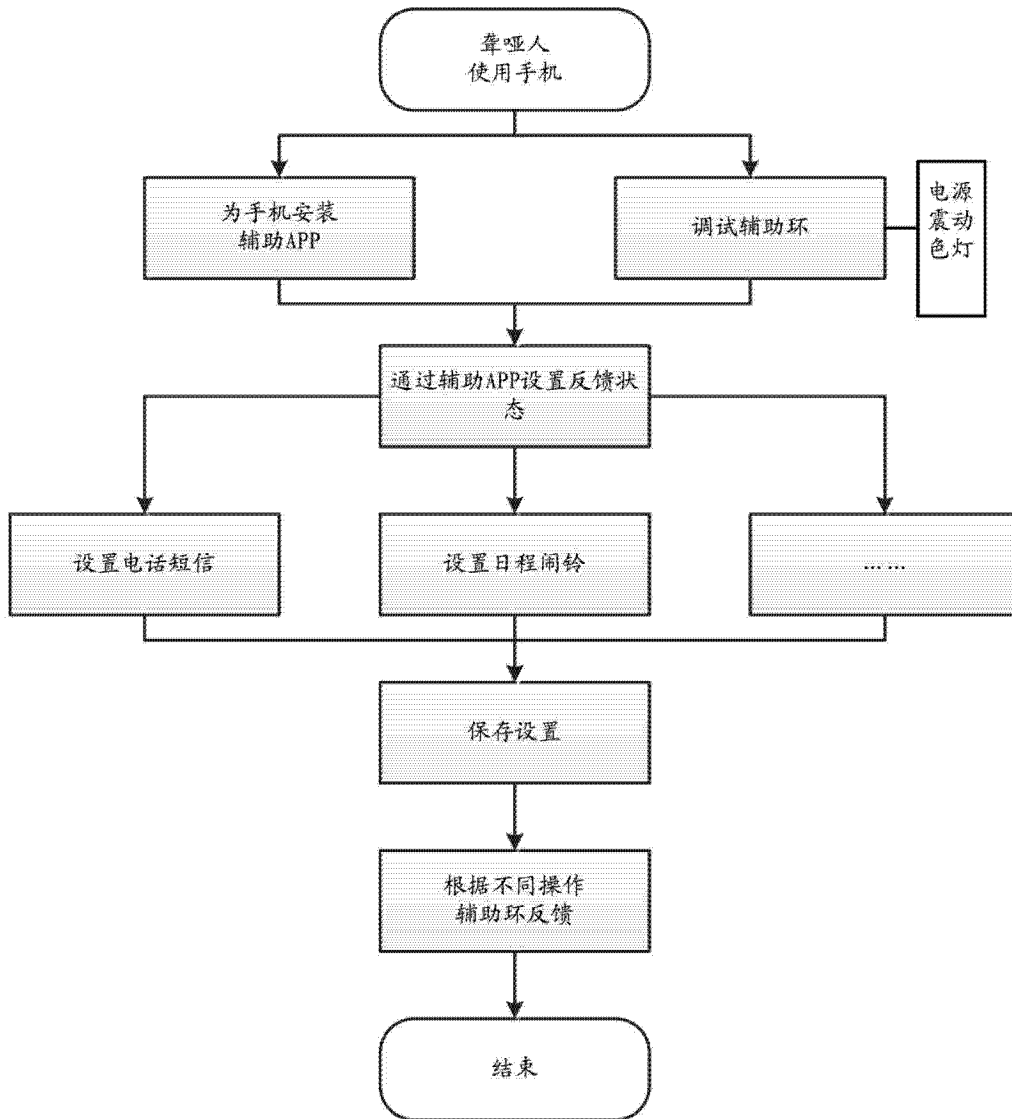 聋哑人
使用手机
为手机安装
辅助APP
调试辅助环
电源
震动
色灯
通过辅助APP设置反馈状
态
设置电话短信
设置日程闹铃
……
保存设置
根据不同操作
辅助环反馈
结束